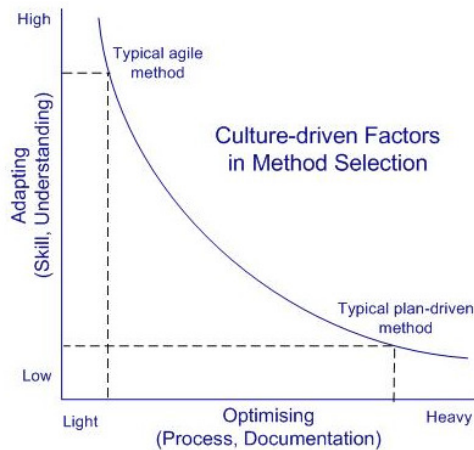 High
Typical agile
method
Culture-driven Factors
in Method Selection
Adapting
(Skill, Understanding)
Typical plan-driven
method
Low
Light
Optimising
(Process, Documentation)
Heavy